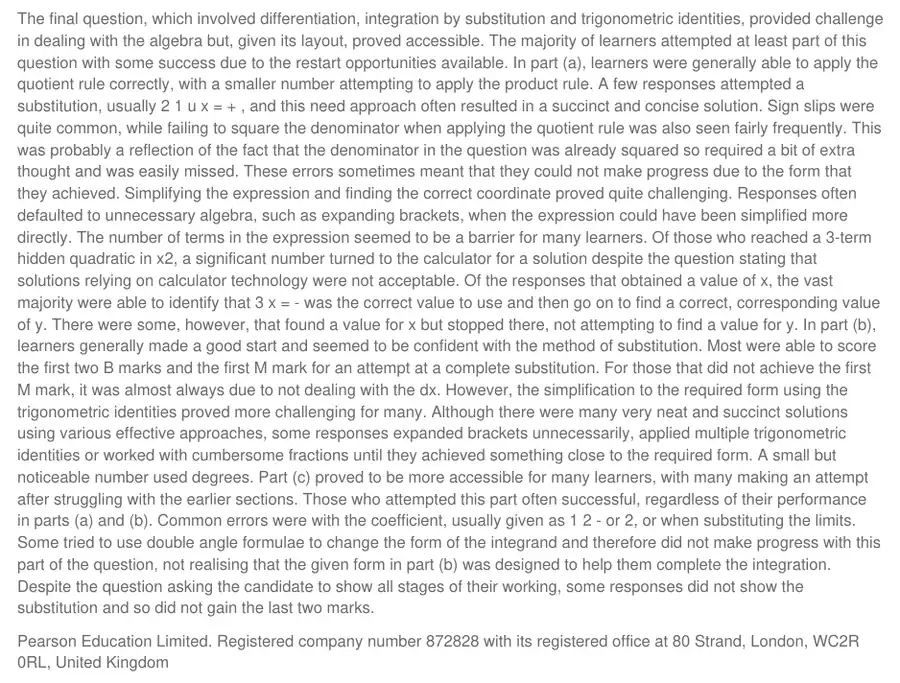 The final question, which involved differentiation, integration by substitution and trigonometric identities, provided challenge
in dealing with the algebra but, given its layout, proved accessible. The majority of learners attempted at least part of this
question with some success due to the restart opportunities available. In part (a), learners were generally able to apply the
quotient rule correctly, with a smaller number attempting to apply the product rule. A few responses attempted a
substitution, usually 2 1 u x = + , and this need approach often resulted in a succinct and concise solution. Sign slips were
quite common, while failing to square the denominator when applying the quotient rule was also seen fairly frequently. This
was probably a reflection of the fact that the denominator in the question was already squared so required a bit of extra
thought and was easily missed. These errors sometimes meant that they could not make progress due to the form that
they achieved. Simplifying the expression and finding the correct coordinate proved quite challenging. Responses often
defaulted to unnecessary algebra, such as expanding brackets, when the expression could have been simplified more
directly. The number of terms in the expression seemed to be a barrier for many learners. Of those who reached a 3-term
hidden quadratic in x2, a significant number turned to the calculator for a solution despite the question stating that
solutions relying on calculator technology were not acceptable. Of the responses that obtained a value of x, the vast
majority were able to identify that 3 x = - was the correct value to use and then go on to find a correct, corresponding value
of y. There were some, however, that found a value for x but stopped there, not attempting to find a value for y. In part (b),
learners generally made a good start and seemed to be confident with the method of substitution. Most were able to score
the first two B marks and the first M mark for an attempt at a complete substitution. For those that did not achieve the first
M mark, it was almost always due to not dealing with the dx. However, the simplification to the required form using the
trigonometric identities proved more challenging for many. Although there were many very neat and succinct solutions
using various effective approaches, some responses expanded brackets unnecessarily, applied multiple trigonometric
identities or worked with cumbersome fractions until they achieved something close to the required form. A small but
noticeable number used degrees. Part (c) proved to be more accessible for many learners, with many making an attempt
after struggling with the earlier sections. Those who attempted this part often successful, regardless of their performance
in parts (a) and (b). Common errors were with the coefficient, usually given as 1 2 - or 2, or when substituting the limits.
Some tried to use double angle formulae to change the form of the integrand and therefore did not make progress with this
part of the question, not realising that the given form in part (b) was designed to help them complete the integration.
Despite the question asking the candidate to show all stages of their working, some responses did not show the
substitution and so did not gain the last two marks.
Pearson Education Limited. Registered company number 872828 with its registered office at 80 Strand, London, WC2R
0RL, United Kingdom